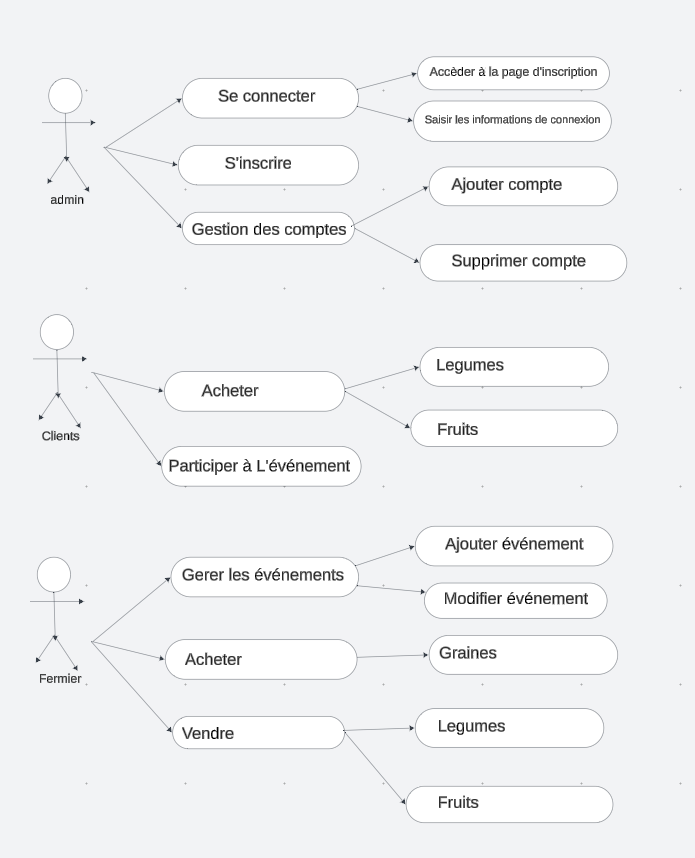 Accèder à la page d'inscription
Se connecter
Saisir les informations de connexion
S'inscrire
Ajouter compte
admin
Gestion des comptes
Supprimer compte
Legumes
Acheter
Clients
Fruits
Participer à L'événement
Ajouter événement
Gerer les événements
Modifier événement
Acheter
Graines
Fermier
Vendre
Legumes
Fruits